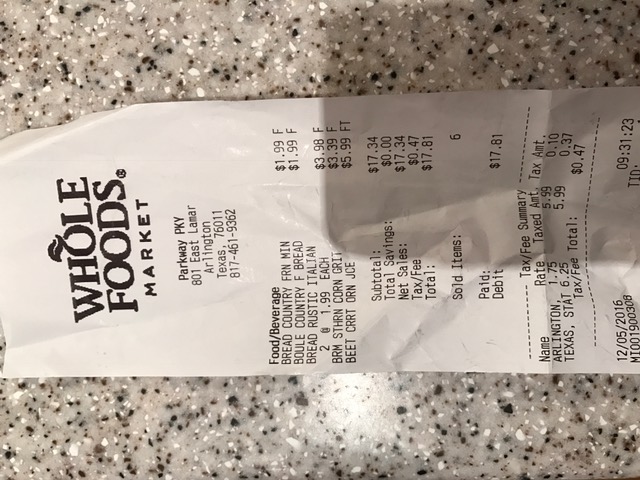 WHOLE
FOODS®
MARKET
Parkway PKY
801 East Lamar
Arlington
Texas, 76011
817-461-9362
Food/Beverage
BREAD COUNTRY FRN MIN $1.99 F
BOULE COUNTRY F BREAD $1.99 F
BREAD RUSTIC ITALIAN
2 @ 1.99 EACH $3.98 F
BRM STHRN CORN GRIT $3.39 F
BEET CRRT ORN JCE $5.99 FT
Subtotal: $17.34
Total Savings: $0.00
Net Sales: $17.34
Tax/Fee $0.47
Total: $17.81
Sold Items: 6
Paid:
Debit $17.81
------------ Tax/Fee Summary ------------
Name Rate Taxed Amt. Tax Amt.
ARLINGTON, 1.75 5.99 0.10
TEXAS, STAT 6.25 5.99 0.37
Tax/Fee Total: $0.47
12/05/2016 09:31:23
MI001900308 TID: